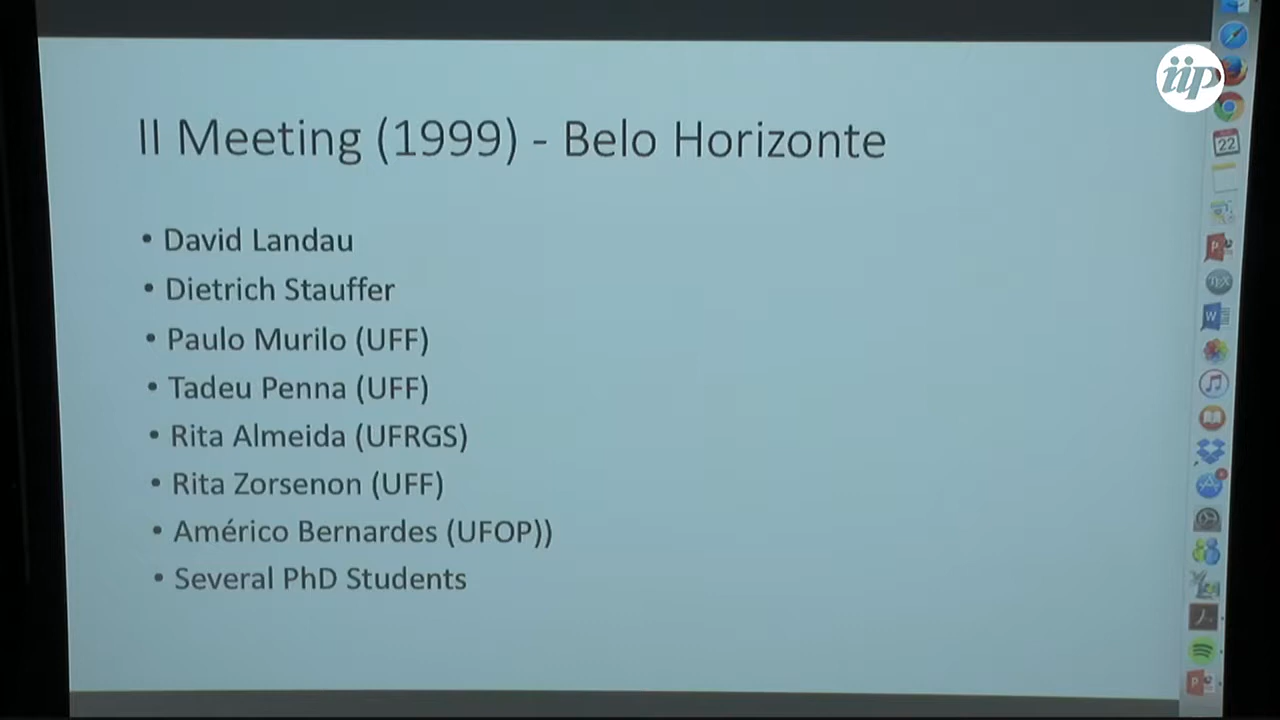 iip
II Meeting (1999) - Belo Horizonte
• David Landau
• Dietrich Stauffer
• Paulo Murilo (UFF)
• Tadeu Penna (UFF)
• Rita Almeida (UFRGS)
• Rita Zorsenon (UFF)
• Américo Bernardes (UFOP))
• Several PhD Students
22
TEX
W
P